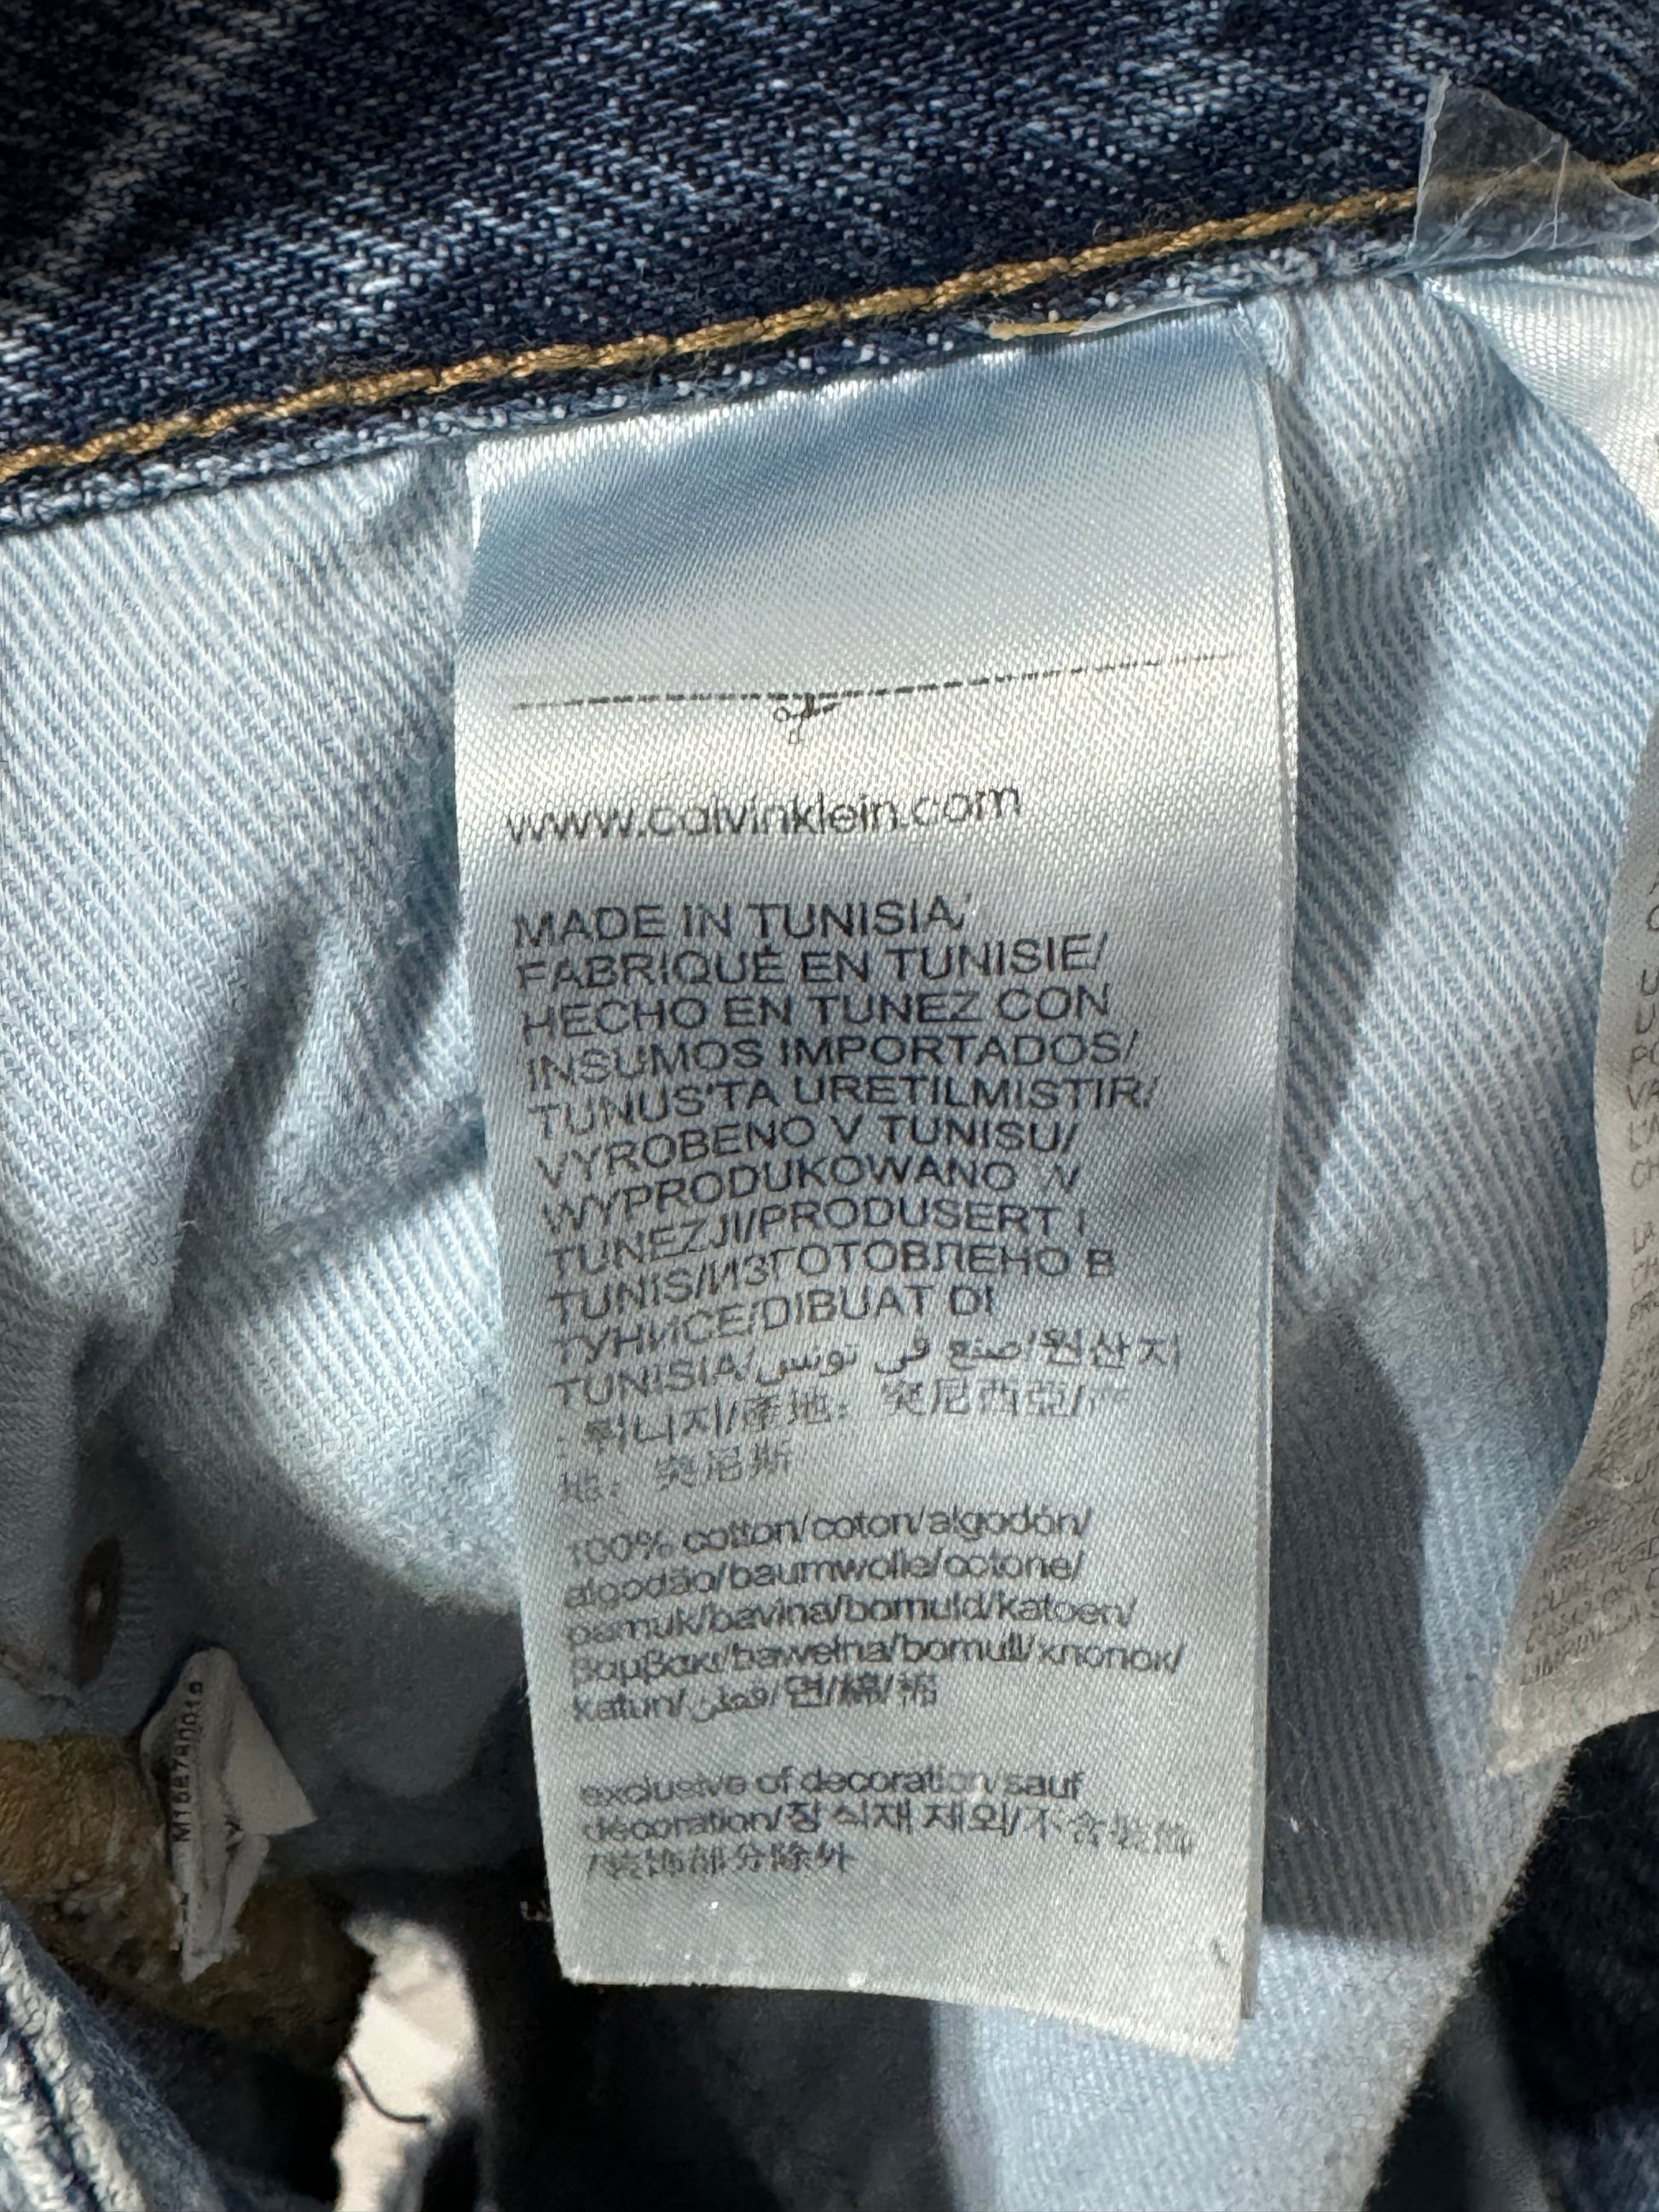 www.calvinklein.com
MADE IN TUNISIA/
FABRIQUÉ EN TUNISIE/
HECHO EN TUNEZ CON
INSUMOS IMPORTADOS/
TUNUS'TA URETILMISTIR/
VYROBENO V TUNISU/
WYPRODUKOWANO W
TUNEZJI/PRODUSERT I
TUNIS/ИЗГОТОВЛЕНО В
ТУНИСЕ/DIBUAT DI
TUNISIA/صنع في تونس/원산지
: 튀니지/產地: 突尼西亞/产
地: 突尼斯
100% cotton/coton/algodón/
algodão/baumwolle/cotone/
pamuk/bavlna/bomuld/katoen/
βαμβακι/bawełna/bomull/хлопок/
katun/قطن/면/綿/棉
exclusive of decoration/sauf
décoration/장식재 제외/不含裝飾
/装饰部分除外